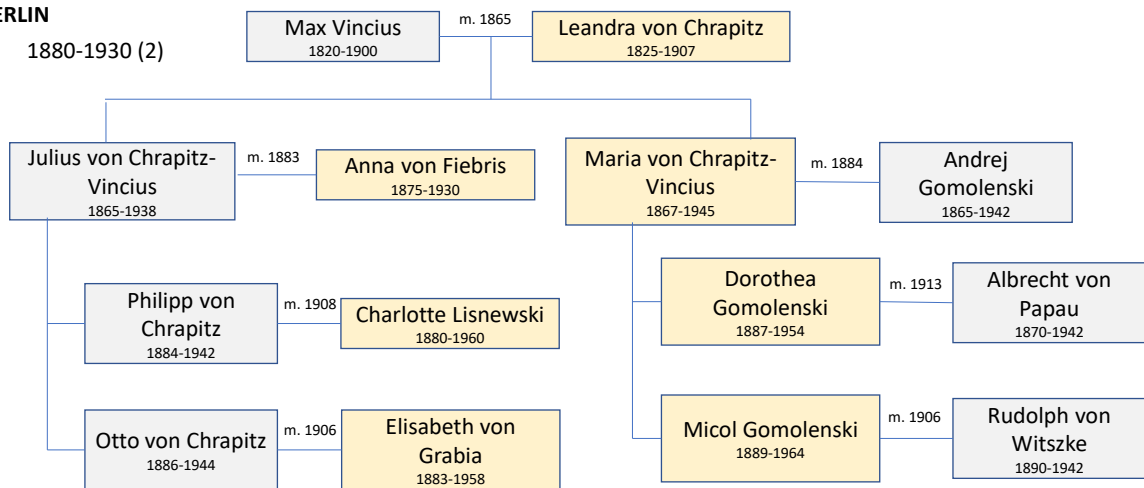 ERLIN
1880-1930 (2)
Max Vincius
1820-1900
m. 1865
Leandra von Chrapitz
1825-1907
Julius von Chrapitz-
Vincius
1865-1938
m. 1883
Anna von Fiebris
1875-1930
Maria von Chrapitz-
Vincius
1867-1945
m. 1884
Andrej
Gomolenski
1865-1942
Philipp von
Chrapitz
1884-1942
m. 1908
Charlotte Lisnewski
1880-1960
Dorothea
Gomolenski
1887-1954
m. 1913
Albrecht von
Papau
1870-1942
Otto von Chrapitz
1886-1944
m. 1906
Elisabeth von
Grabia
1883-1958
Micol Gomolenski
1889-1964
m. 1906
Rudolph von
Witszke
1890-1942